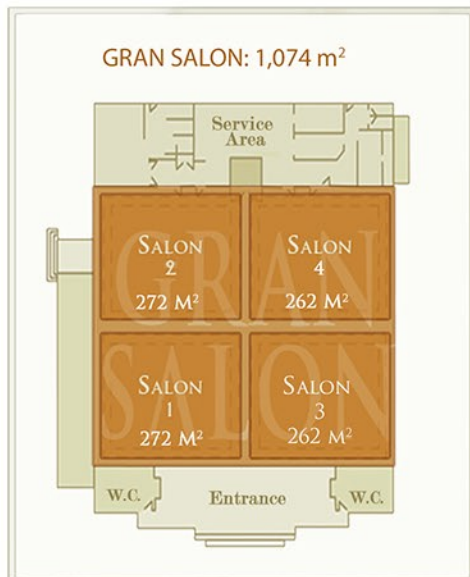 GRAN SALON: 1,074 m²
Service
Area
GRAN
SALON
SALON
2
272 M²
SALON
4
262 M²
SALON
1
272 M²
SALON
3
262 M²
W.C.
Entrance
W.C.